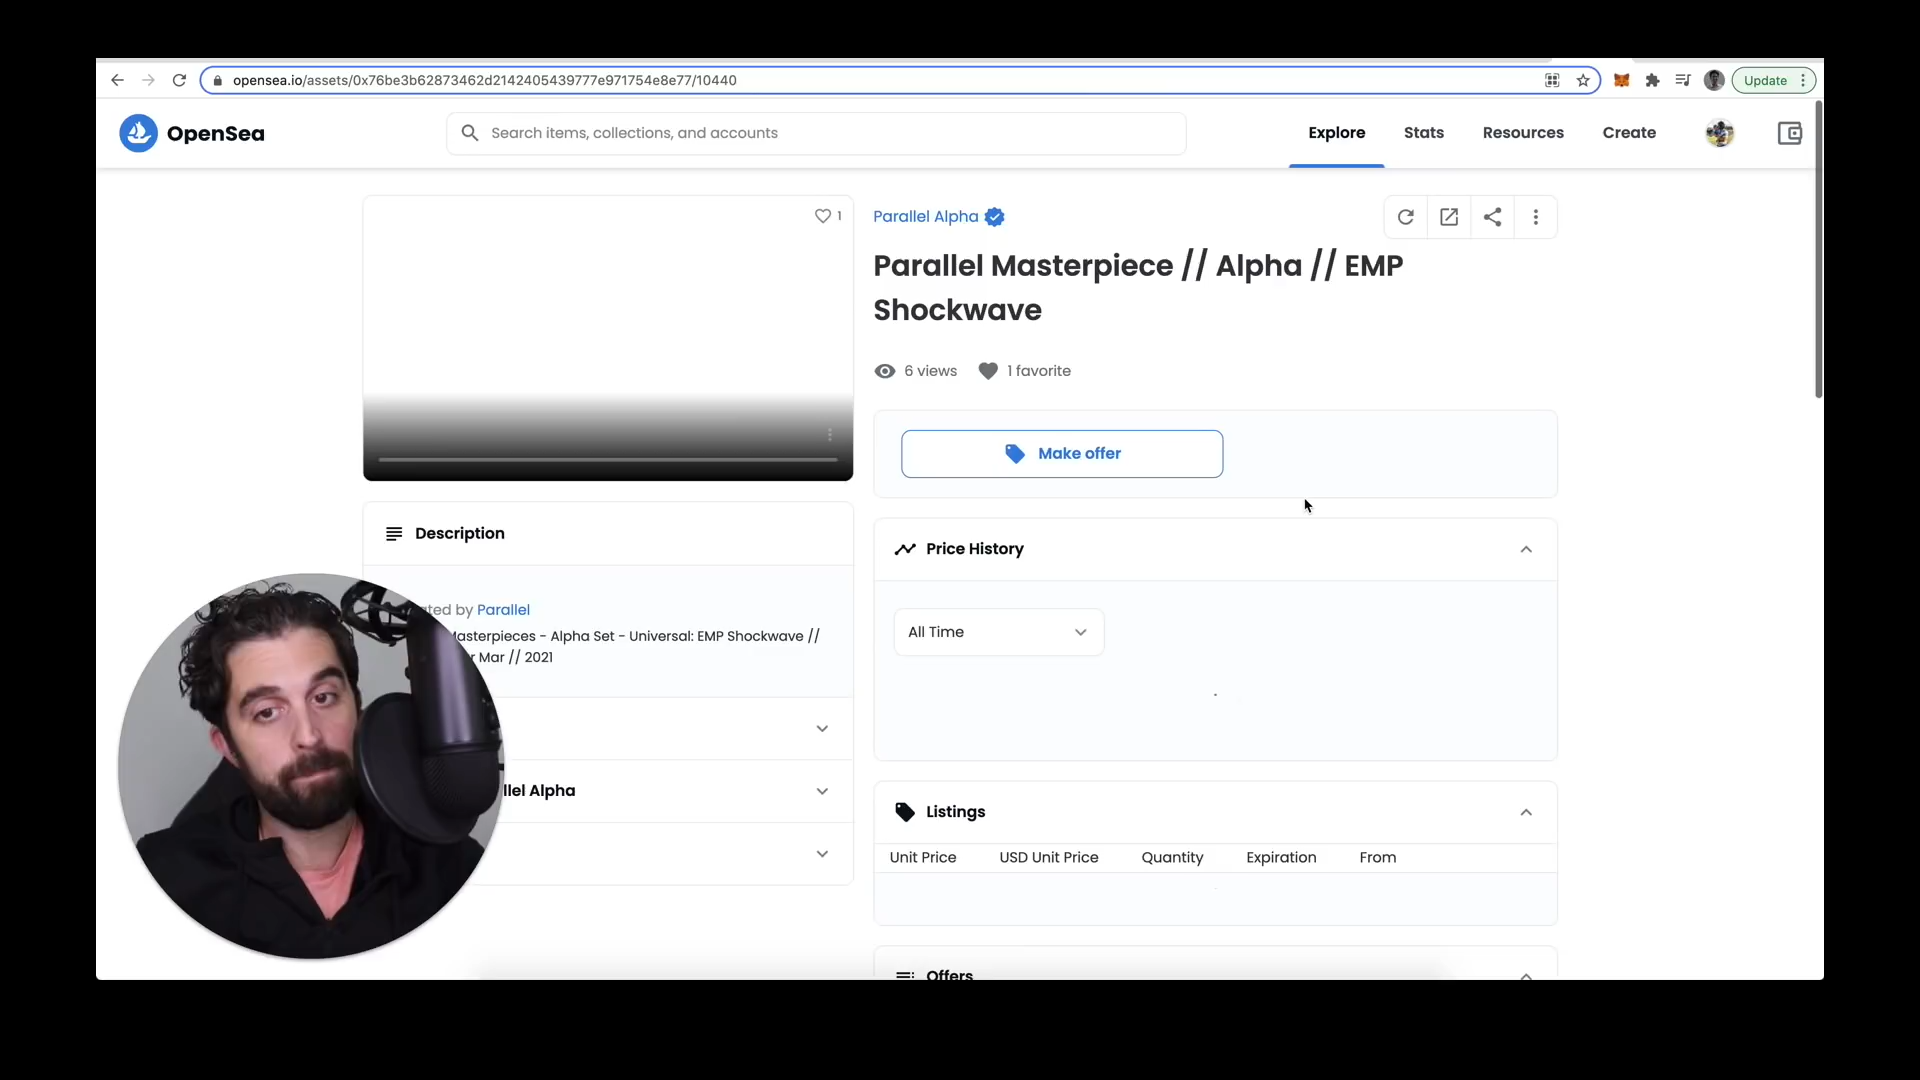 opensea.io/assets/0x76be3b62873462d2142405439777e971754e8e77/10440
Update
OpenSea
Search items, collections, and accounts
Explore
Stats
Resources
Create
1
Parallel Alpha
Parallel Masterpiece // Alpha // EMP
Shockwave
6 views
1 favorite
Make offer
Description
ted by Parallel
Masterpieces - Alpha Set - Universal: EMP Shockwave //
r Mar // 2021
llel Alpha
Price History
All Time
Listings
Unit Price
USD Unit Price
Quantity
Expiration
From
Offers